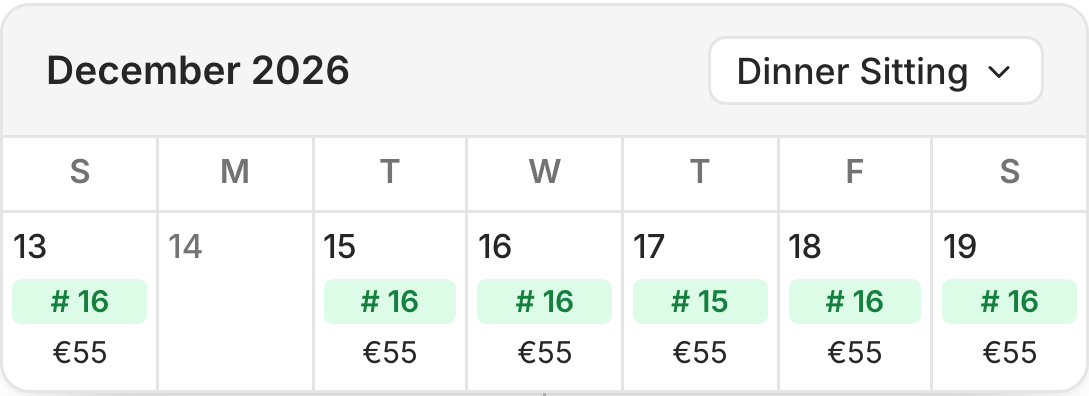 December 2026 Dinner Sitting
S M T W T F S
13 14 15 16 17 18 19
# 16 # 16 # 16 # 15 # 16 # 16
€55 €55 €55 €55 €55 €55